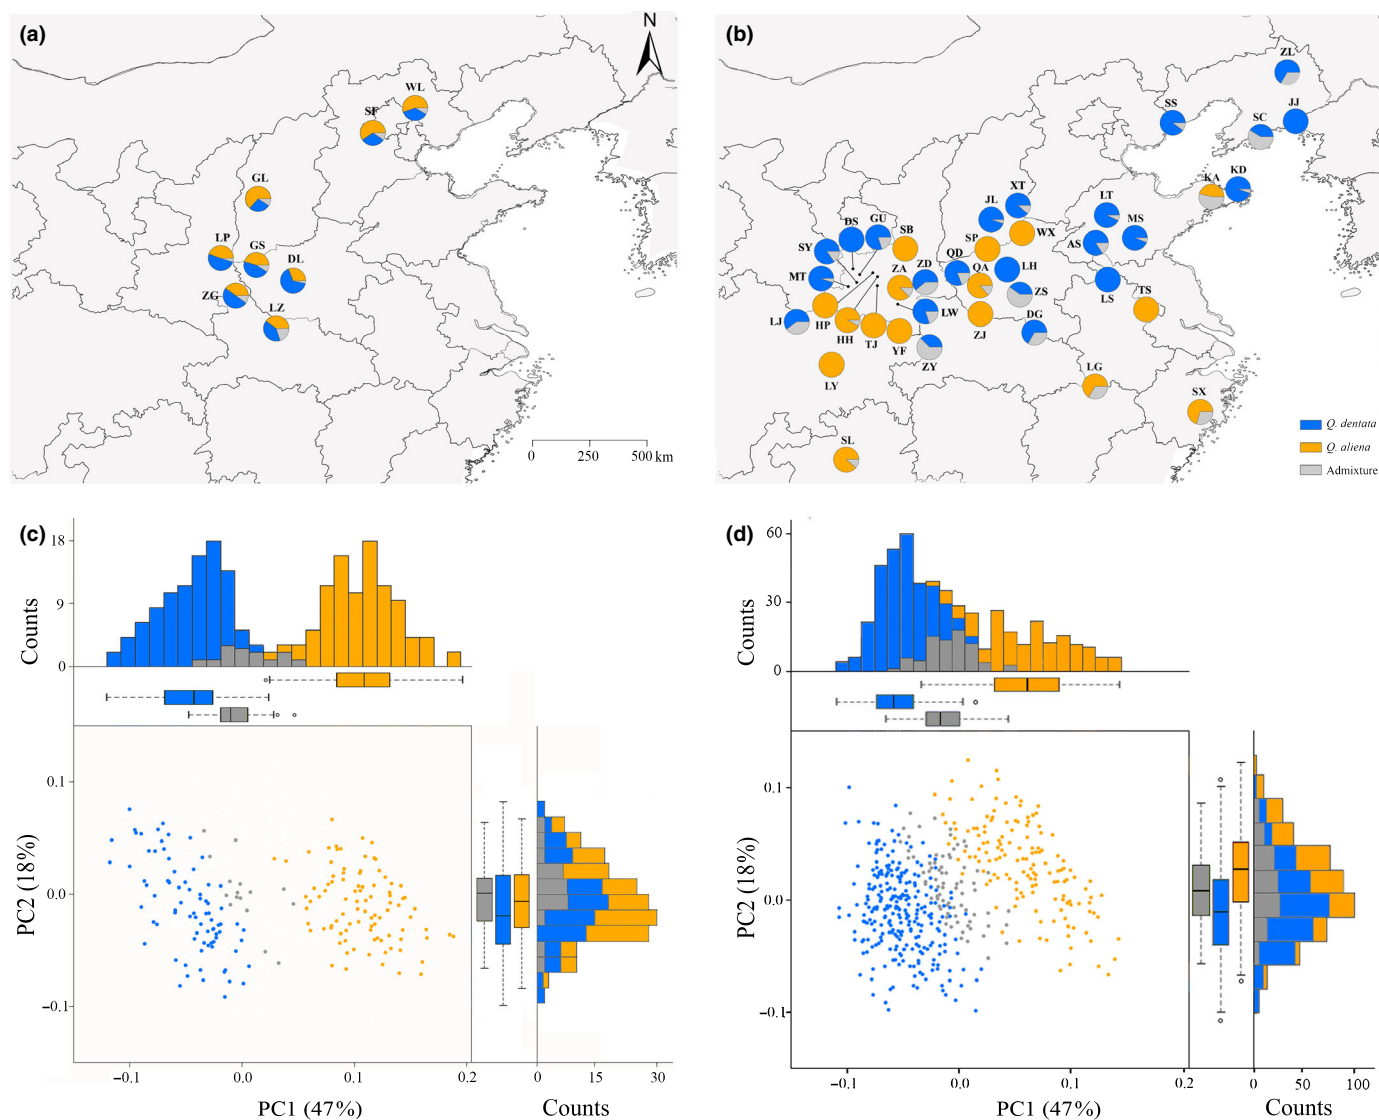 (a)
N
WL
SF
GL
LP
GS
DL
ZG
LZ
0 250 500 km
(b)
ZL
SS
JJ
SC
KA
KD
XT
JL
LT
MS
DS
GU
SB
SP
WX
AS
SY
QD
MT
ZA
ZD
QA
LH
ZS
LS
TS
LJ
HP
HH
TJ
YF
LW
ZJ
DG
ZY
LY
LG
SX
SL
Q. dentata
Q. aliena
Admixture
(c)
18
9
0
Counts
0.1
0.0
−0.1
PC2 (18%)
−0.1 0.0 0.1 0.2
PC1 (47%)
0 15 30
Counts
(d)
60
30
0
Counts
0.1
0.0
−0.1
PC2 (18%)
−0.1 0.0 0.1 0.2
PC1 (47%)
0 50 100
Counts